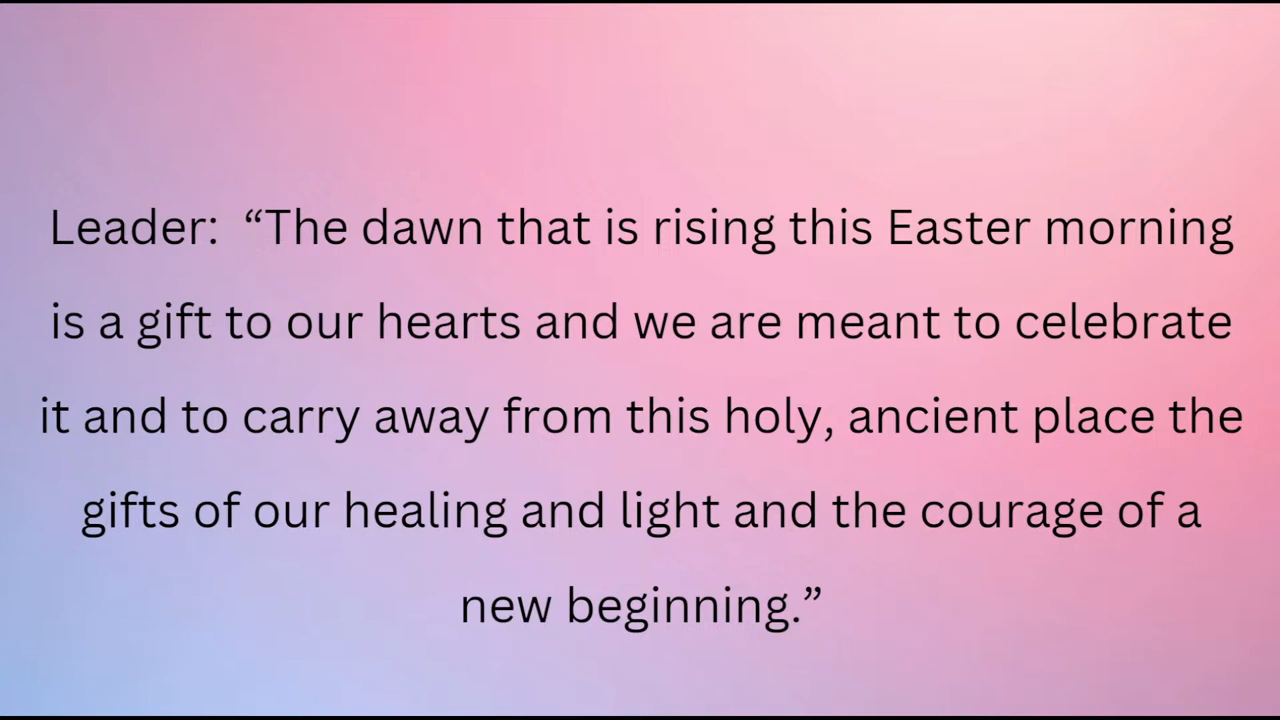 Leader:  “The dawn that is rising this Easter morning
is a gift to our hearts and we are meant to celebrate
it and to carry away from this holy, ancient place the
gifts of our healing and light and the courage of a
new beginning.”